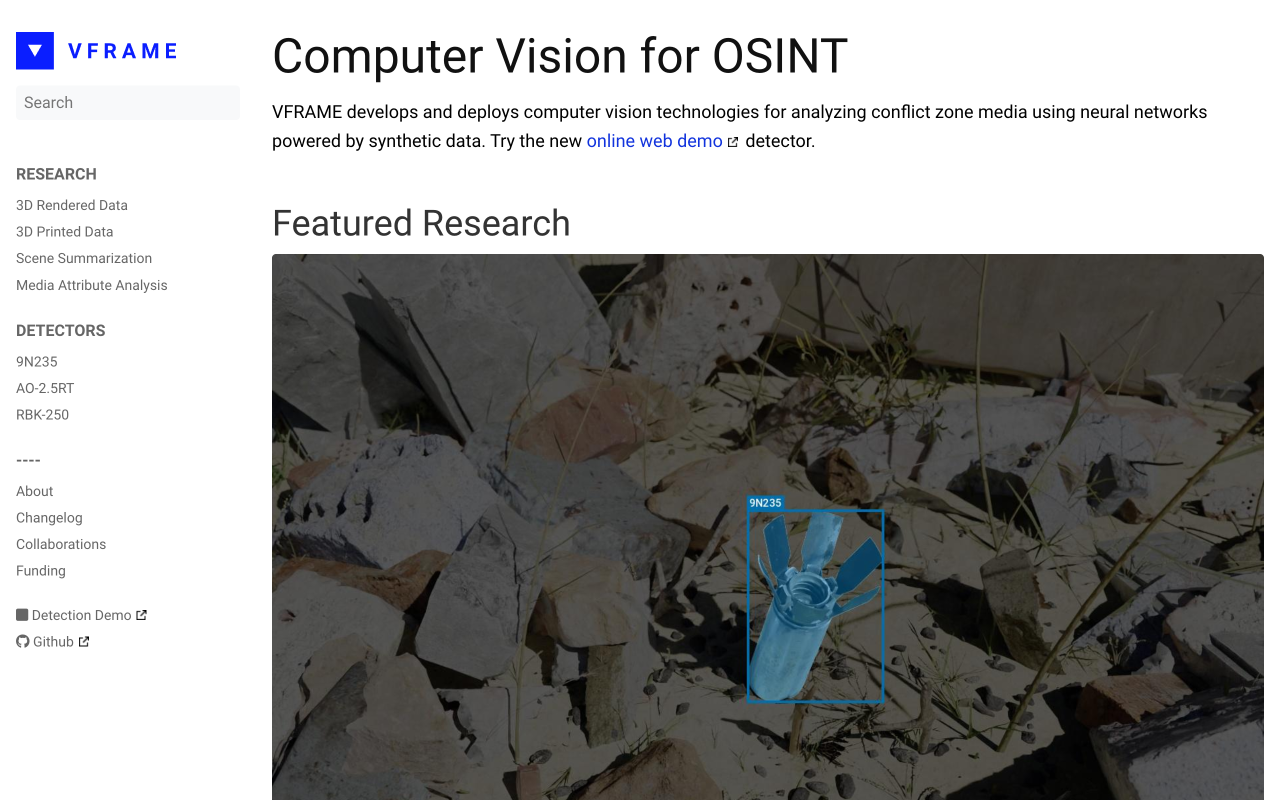 VFRAME
Search
RESEARCH
3D Rendered Data
3D Printed Data
Scene Summarization
Media Attribute Analysis
DETECTORS
9N235
AO-2.5RT
RBK-250
----
About
Changelog
Collaborations
Funding
Detection Demo
Github
Computer Vision for OSINT
VFRAME develops and deploys computer vision technologies for analyzing conflict zone media using neural networks
powered by synthetic data. Try the new online web demo detector.
Featured Research
9N235